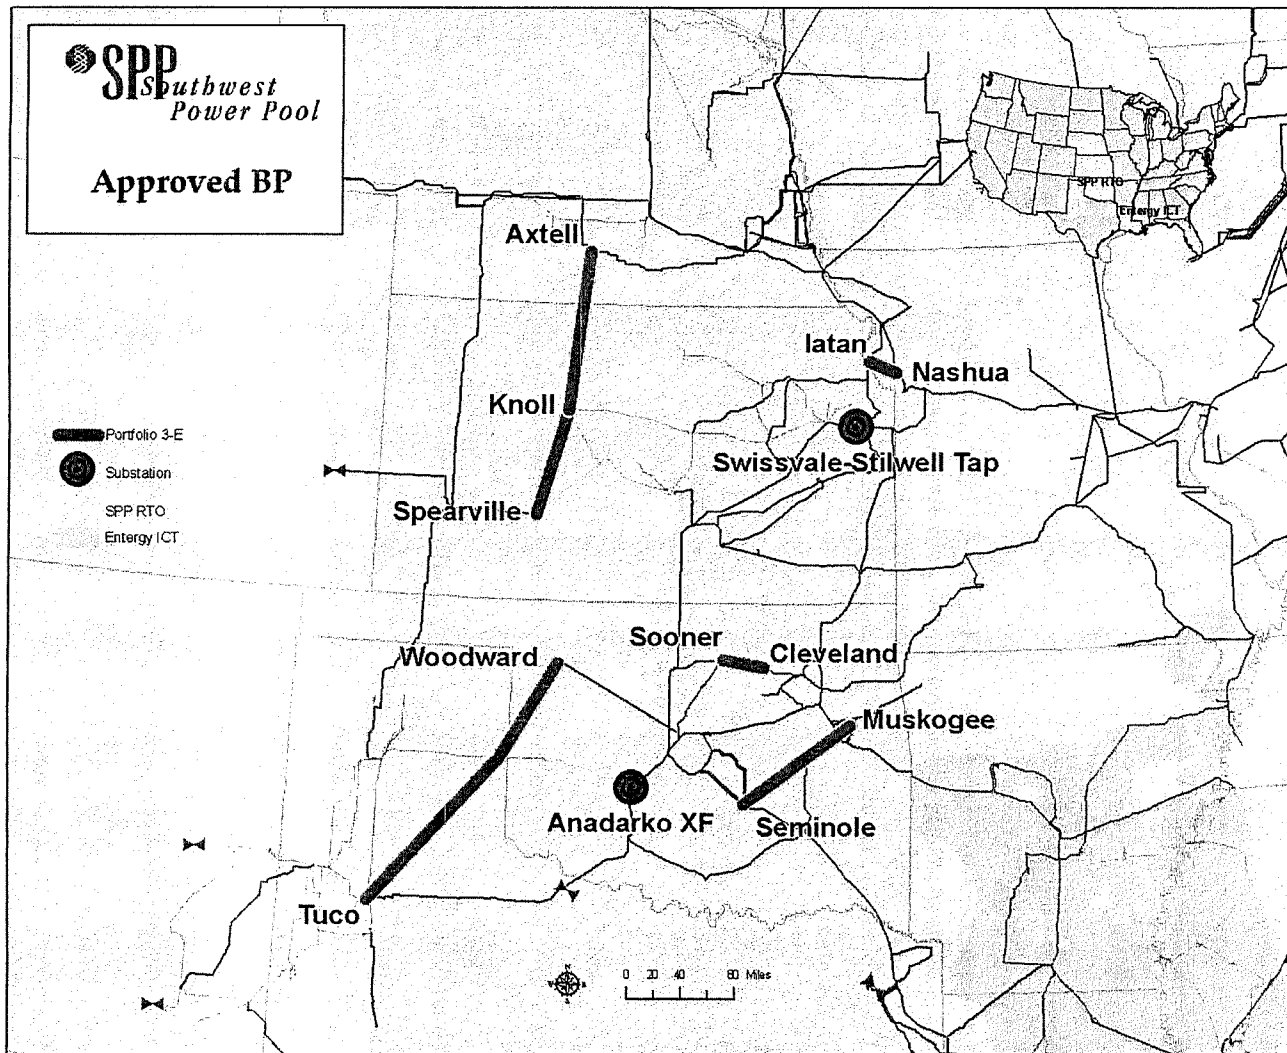 SPP
Southwest
Power Pool
Approved BP
SPP RTO
Entergy ICT
Axtell
Iatan
Nashua
Knoll
Portfolio 3-E
Substation
SPP RTO
Entergy ICT
Swissvale-Stilwell Tap
Spearville
Sooner
Cleveland
Woodward
Muskogee
Anadarko XF
Seminole
Tuco
N
0 20 40 80 Miles